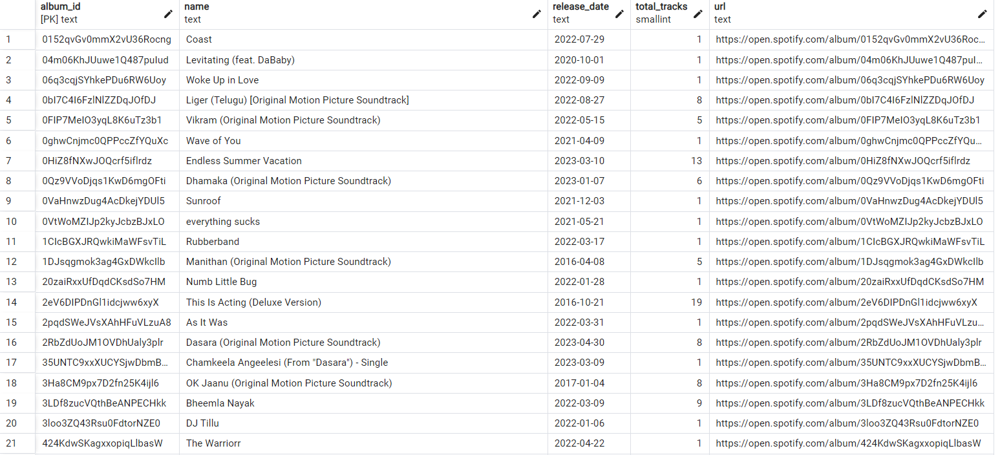 album_id name release_date total_tracks url
[PK] text text text smallint text
1 0152qvGv0mmX2vU36Rocng Coast 2022-07-29 1 https://open.spotify.com/album/0152qvGv0mmX2vU36Roc...
2 04m06KhJUuwe1Q487puIud Levitating (feat. DaBaby) 2020-10-01 1 https://open.spotify.com/album/04m06KhJUuwe1Q487puI...
3 06q3cqjSYhkePDu6RW6Uoy Woke Up in Love 2022-09-09 1 https://open.spotify.com/album/06q3cqjSYhkePDu6RW6Uoy
4 0bI7C4I6FzlNlZZDqJOfDJ Liger (Telugu) [Original Motion Picture Soundtrack] 2022-08-27 8 https://open.spotify.com/album/0bI7C4I6FzlNlZZDqJOfDJ
5 0FIP7MeIO3yqL8K6uTz3b1 Vikram (Original Motion Picture Soundtrack) 2022-05-15 5 https://open.spotify.com/album/0FIP7MeIO3yqL8K6uTz3b1
6 0ghwCnjmc0QPPccZfYQuXc Wave of You 2021-04-09 1 https://open.spotify.com/album/0ghwCnjmc0QPPccZfYQu...
7 0HiZ8fNXwJOQcrf5iflrdz Endless Summer Vacation 2023-03-10 13 https://open.spotify.com/album/0HiZ8fNXwJOQcrf5iflrdz
8 0Qz9VVoDjqs1KwD6mgOFti Dhamaka (Original Motion Picture Soundtrack) 2023-01-07 6 https://open.spotify.com/album/0Qz9VVoDjqs1KwD6mgOFti
9 0VaHnwzDug4AcDkejYDUl5 Sunroof 2021-12-03 1 https://open.spotify.com/album/0VaHnwzDug4AcDkejYDUl5
10 0VtWoMZIJp2kyJcbzBJxLO everything sucks 2021-05-21 1 https://open.spotify.com/album/0VtWoMZIJp2kyJcbzBJxLO
11 1CIcBGXJRQwkiMaWFsvTiL Rubberband 2022-03-17 1 https://open.spotify.com/album/1CIcBGXJRQwkiMaWFsvTiL
12 1DJsqgmok3ag4GxDWkcIlb Manithan (Original Motion Picture Soundtrack) 2016-04-08 5 https://open.spotify.com/album/1DJsqgmok3ag4GxDWkcIlb
13 20zaiRxxUfDqdCKsdSo7HM Numb Little Bug 2022-01-28 1 https://open.spotify.com/album/20zaiRxxUfDqdCKsdSo7HM
14 2eV6DIPDnGl1idcjww6xyX This Is Acting (Deluxe Version) 2016-10-21 19 https://open.spotify.com/album/2eV6DIPDnGl1idcjww6xyX
15 2pqdSWeJVsXAhHFuVLzuA8 As It Was 2022-03-31 1 https://open.spotify.com/album/2pqdSWeJVsXAhHFuVLzu...
16 2RbZdUoJM1OVDhUaly3plr Dasara (Original Motion Picture Soundtrack) 2023-04-30 8 https://open.spotify.com/album/2RbZdUoJM1OVDhUaly3plr
17 35UNTC9xxXUCYSjwDbmB... Chamkeela Angeelesi (From "Dasara") - Single 2023-03-09 1 https://open.spotify.com/album/35UNTC9xxXUCYSjwDbmB...
18 3Ha8CM9px7D2fn25K4ijl6 OK Jaanu (Original Motion Picture Soundtrack) 2017-01-04 8 https://open.spotify.com/album/3Ha8CM9px7D2fn25K4ijl6
19 3LDf8zucVQthBeANPECHkk Bheemla Nayak 2022-03-09 9 https://open.spotify.com/album/3LDf8zucVQthBeANPECHkk
20 3loo3ZQ43Rsu0FdtorNZE0 DJ Tillu 2022-01-06 1 https://open.spotify.com/album/3loo3ZQ43Rsu0FdtorNZE0
21 424KdwSKagxxopiqLlbasW The Warriorr 2022-04-22 1 https://open.spotify.com/album/424KdwSKagxxopiqLlbasW